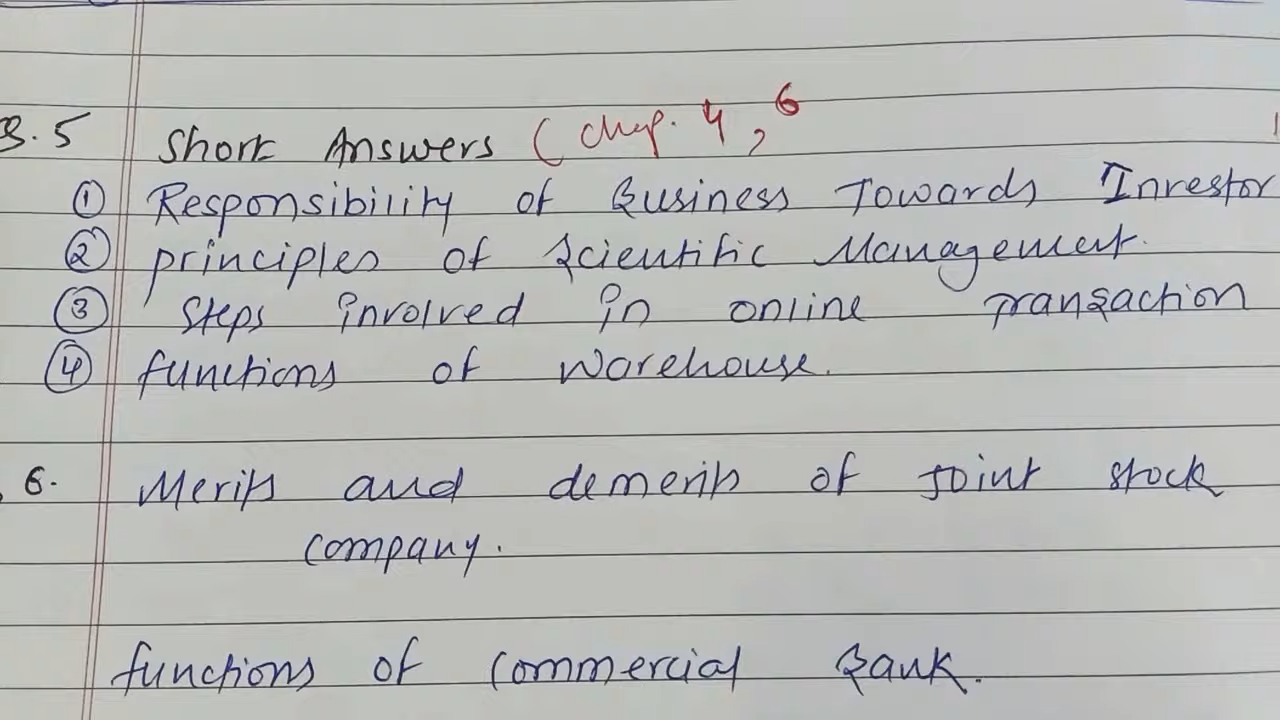 3.5 Short Answers (Chap. 4, 6
① Responsibility of Business Towards Investor
② principles of Scientific Management.
③ Steps involved in online Transaction
④ functions of Warehouse.
6. Merits and demerits of Joint stock
company.
functions of Commercial Bank.